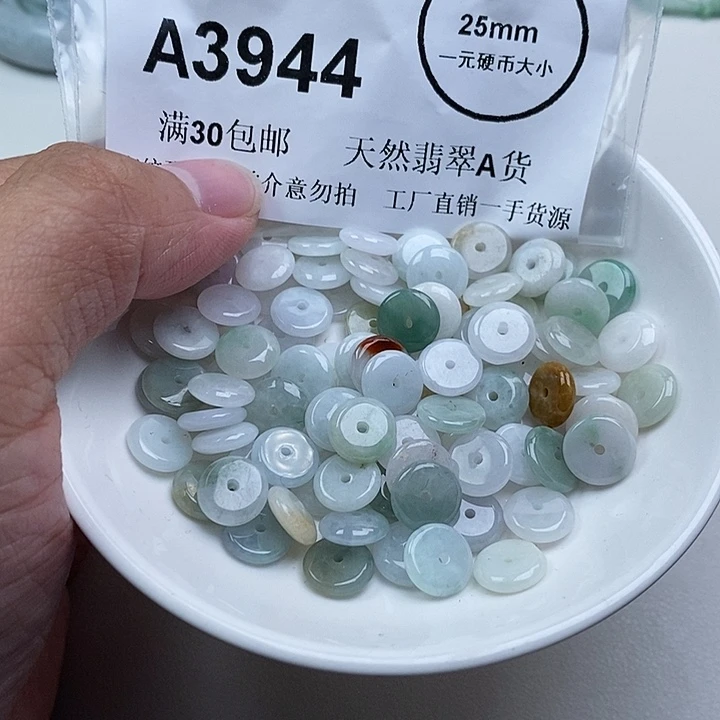 A3944
25mm
一元硬币大小
满30包邮 天然翡翠A货
介意勿拍 工厂直销一手货源